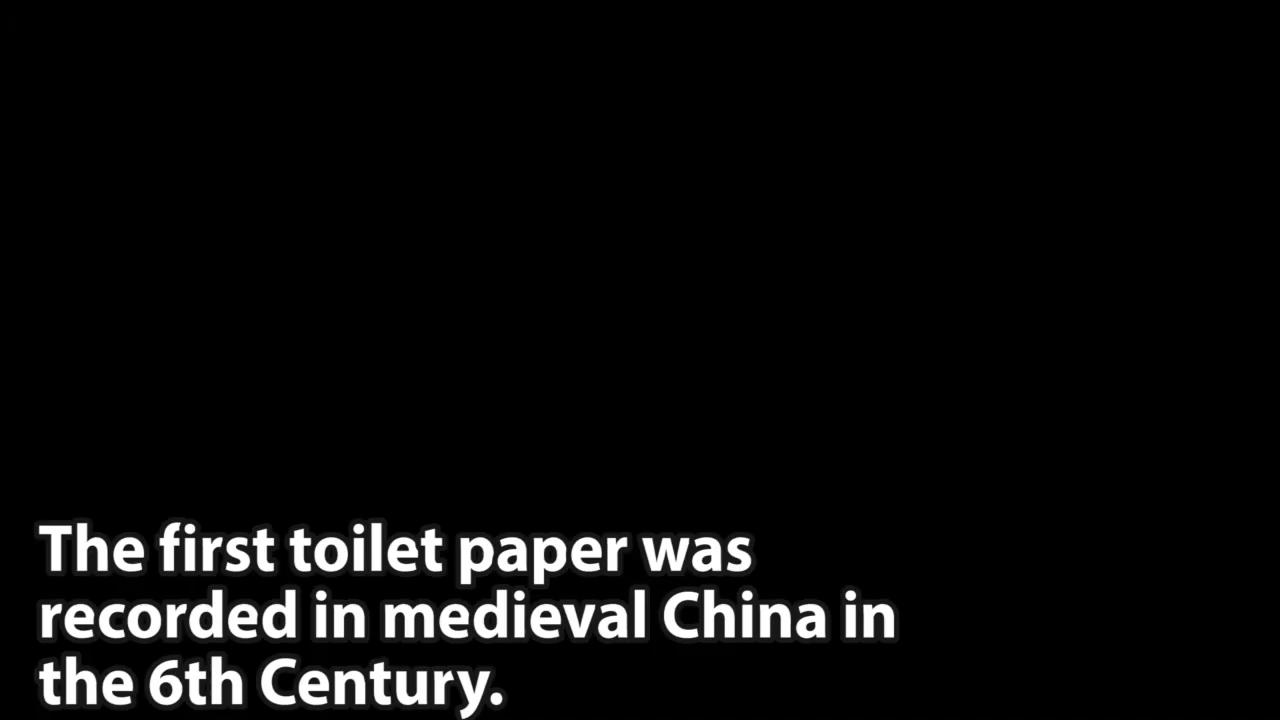 The first toilet paper was
recorded in medieval China in
the 6th Century.